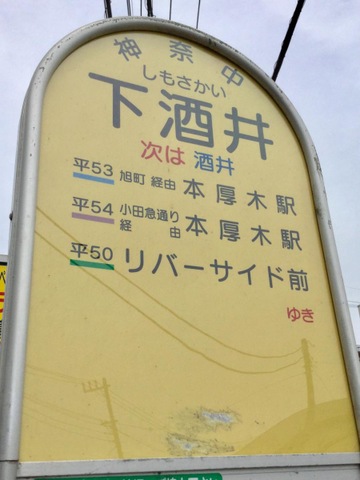 神奈中
しもさかい
下酒井
次は 酒井
平53 旭町 経由 本厚木駅
平54 小田急通り 経由 本厚木駅
平50 リバーサイド前
ゆき